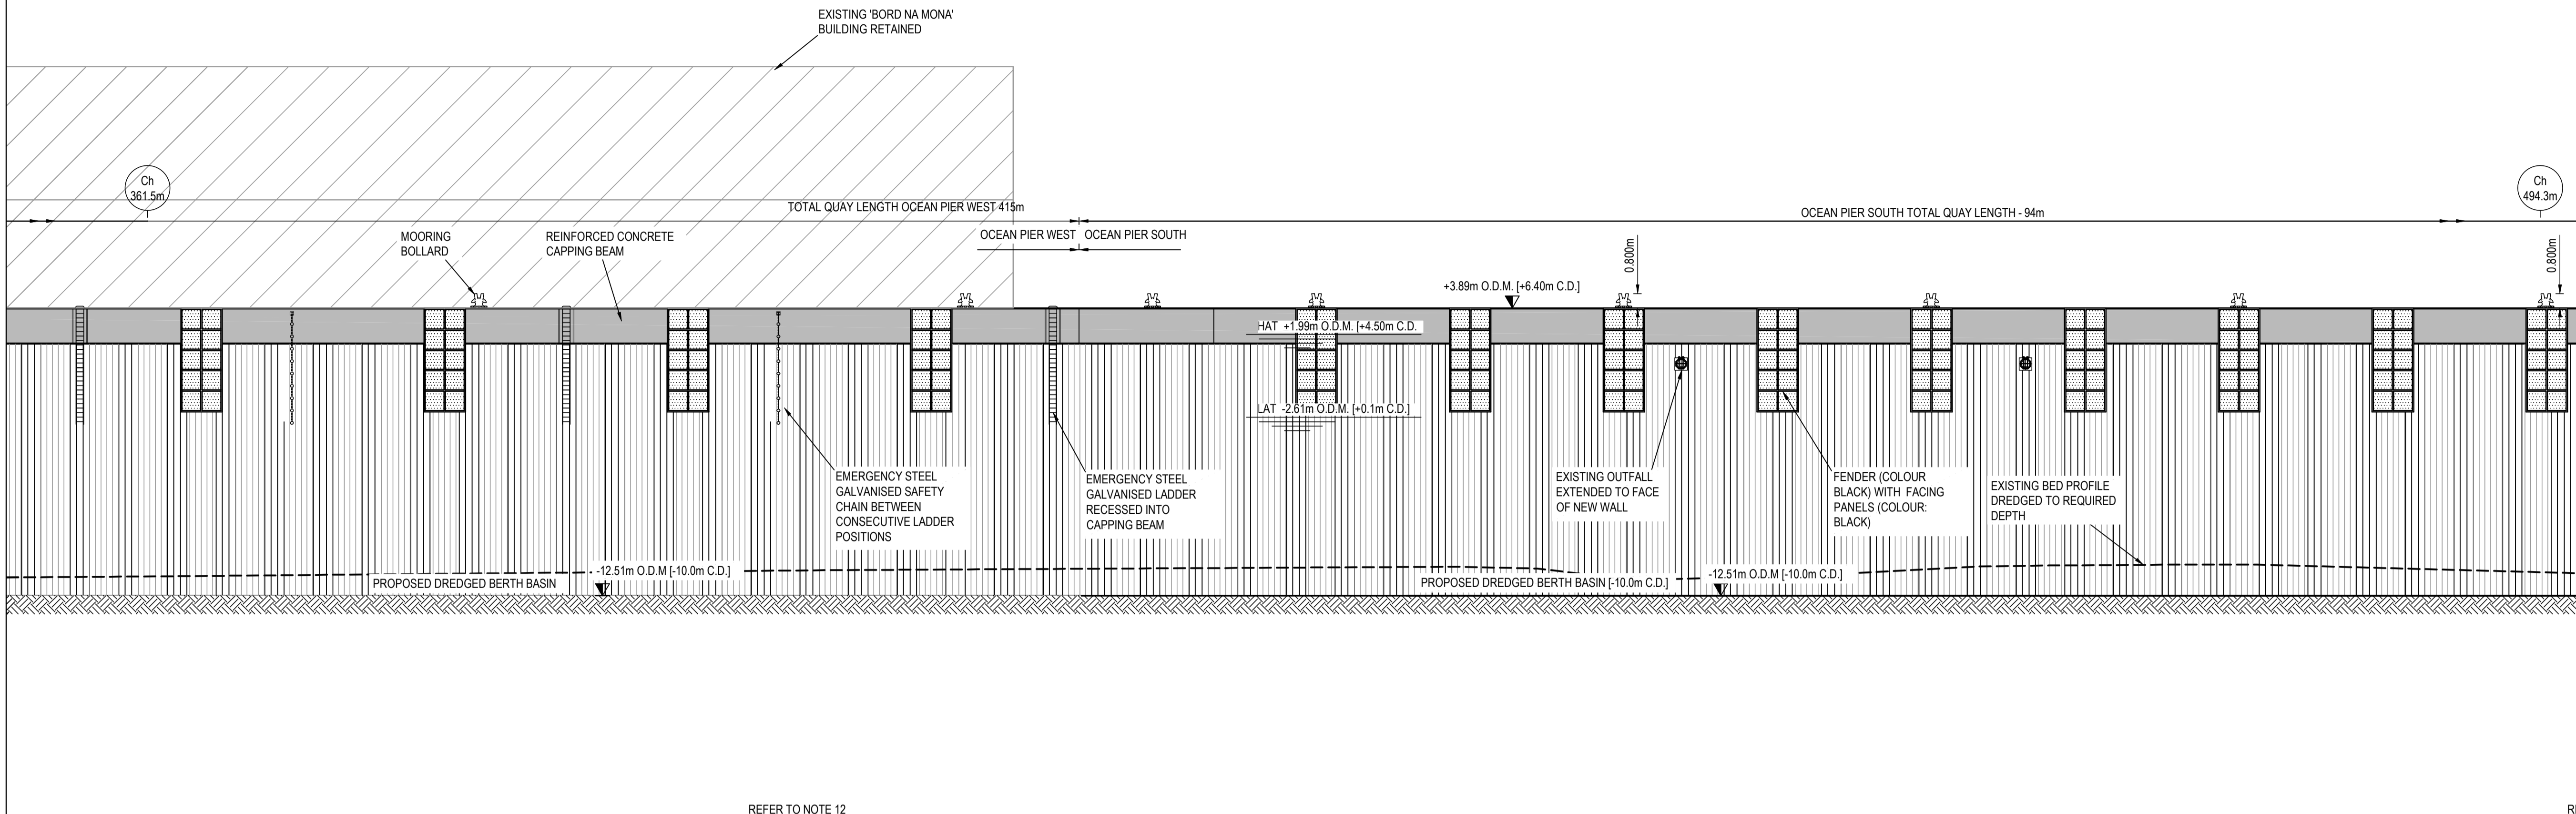 EXISTING 'BORD NA MONA'
BUILDING RETAINED
Ch
361.5m
Ch
494.3m
TOTAL QUAY LENGTH OCEAN PIER WEST 415m
OCEAN PIER SOUTH TOTAL QUAY LENGTH - 94m
MOORING
BOLLARD
REINFORCED CONCRETE
CAPPING BEAM
OCEAN PIER WEST
OCEAN PIER SOUTH
0.800m
0.800m
+3.89m O.D.M. [+6.40m C.D.]
HAT +1.99m O.D.M. [+4.50m C.D.
LAT -2.61m O.D.M. [+0.1m C.D.]
EMERGENCY STEEL
GALVANISED SAFETY
CHAIN BETWEEN
CONSECUTIVE LADDER
POSITIONS
EMERGENCY STEEL
GALVANISED LADDER
RECESSED INTO
CAPPING BEAM
EXISTING OUTFALL
EXTENDED TO FACE
OF NEW WALL
FENDER (COLOUR
BLACK) WITH FACING
PANELS (COLOUR:
BLACK)
EXISTING BED PROFILE
DREDGED TO REQUIRED
DEPTH
-12.51m O.D.M [-10.0m C.D.]
PROPOSED DREDGED BERTH BASIN
PROPOSED DREDGED BERTH BASIN [-10.0m C.D.]
-12.51m O.D.M [-10.0m C.D.]
REFER TO NOTE 12